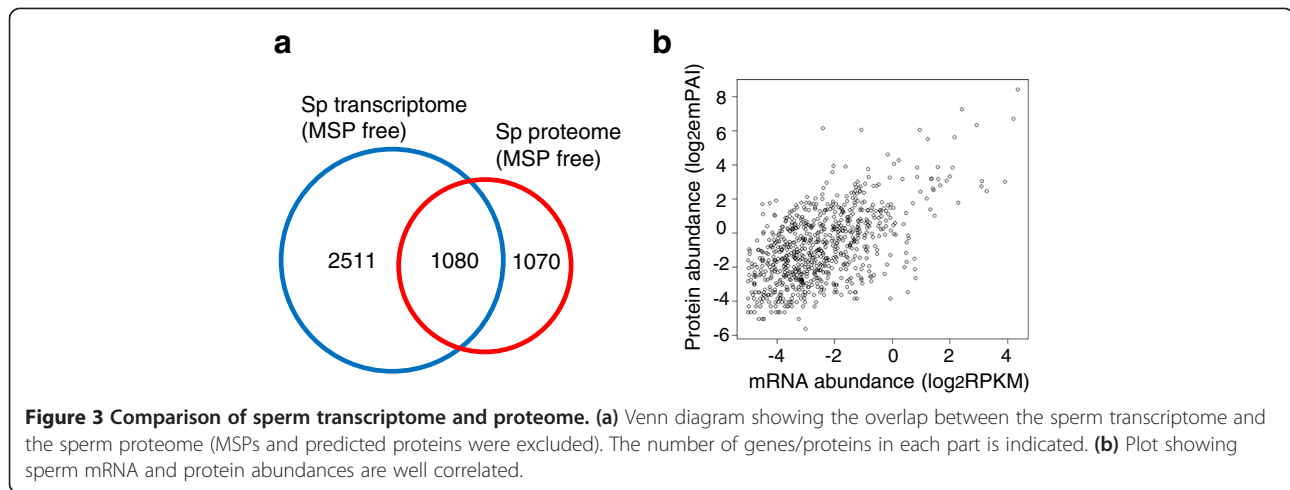 a
Sp transcriptome
(MSP free)
Sp proteome
(MSP free)
2511
1080
1070
b
Protein abundance (log2emPAI)
8
6
4
2
0
-2
-4
-6
-4
-2
0
2
4
mRNA abundance (log2RPKM)
Figure 3 Comparison of sperm transcriptome and proteome. (a) Venn diagram showing the overlap between the sperm transcriptome and
the sperm proteome (MSPs and predicted proteins were excluded). The number of genes/proteins in each part is indicated. (b) Plot showing
sperm mRNA and protein abundances are well correlated.